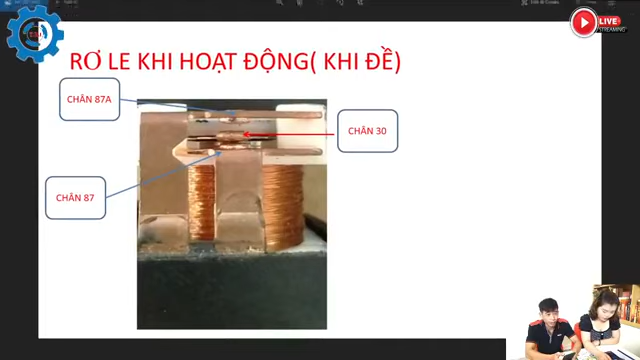 LIVE
STREAMING
RƠ LE KHI HOẠT ĐỘNG( KHI ĐỀ)
CHÂN 87A
CHÂN 30
CHÂN 87